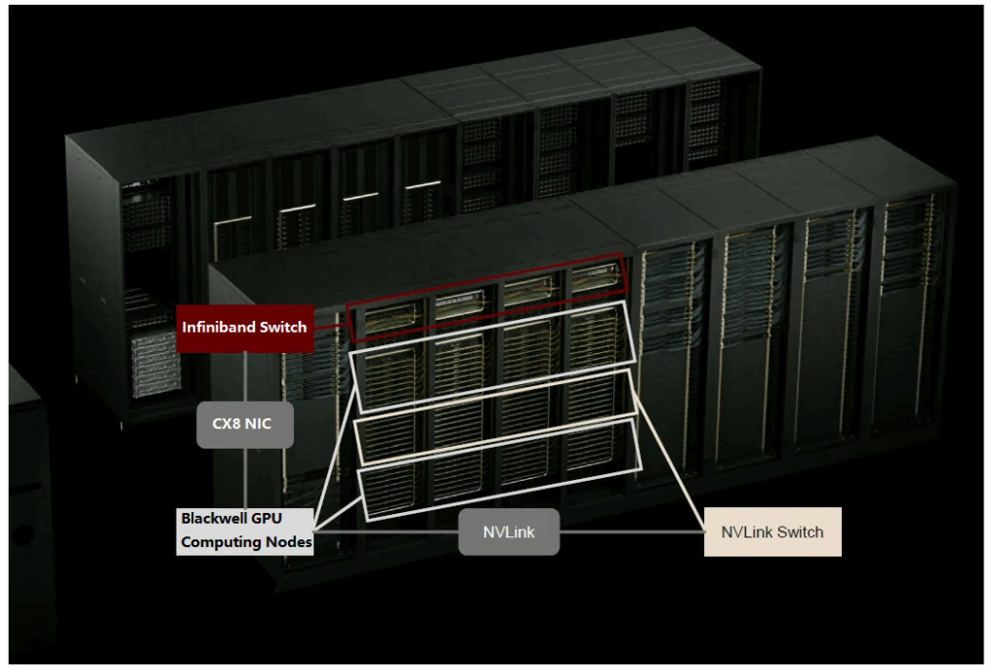 Infiniband Switch
CX8 NIC
Blackwell GPU
Computing Nodes
NVLink
NVLink Switch